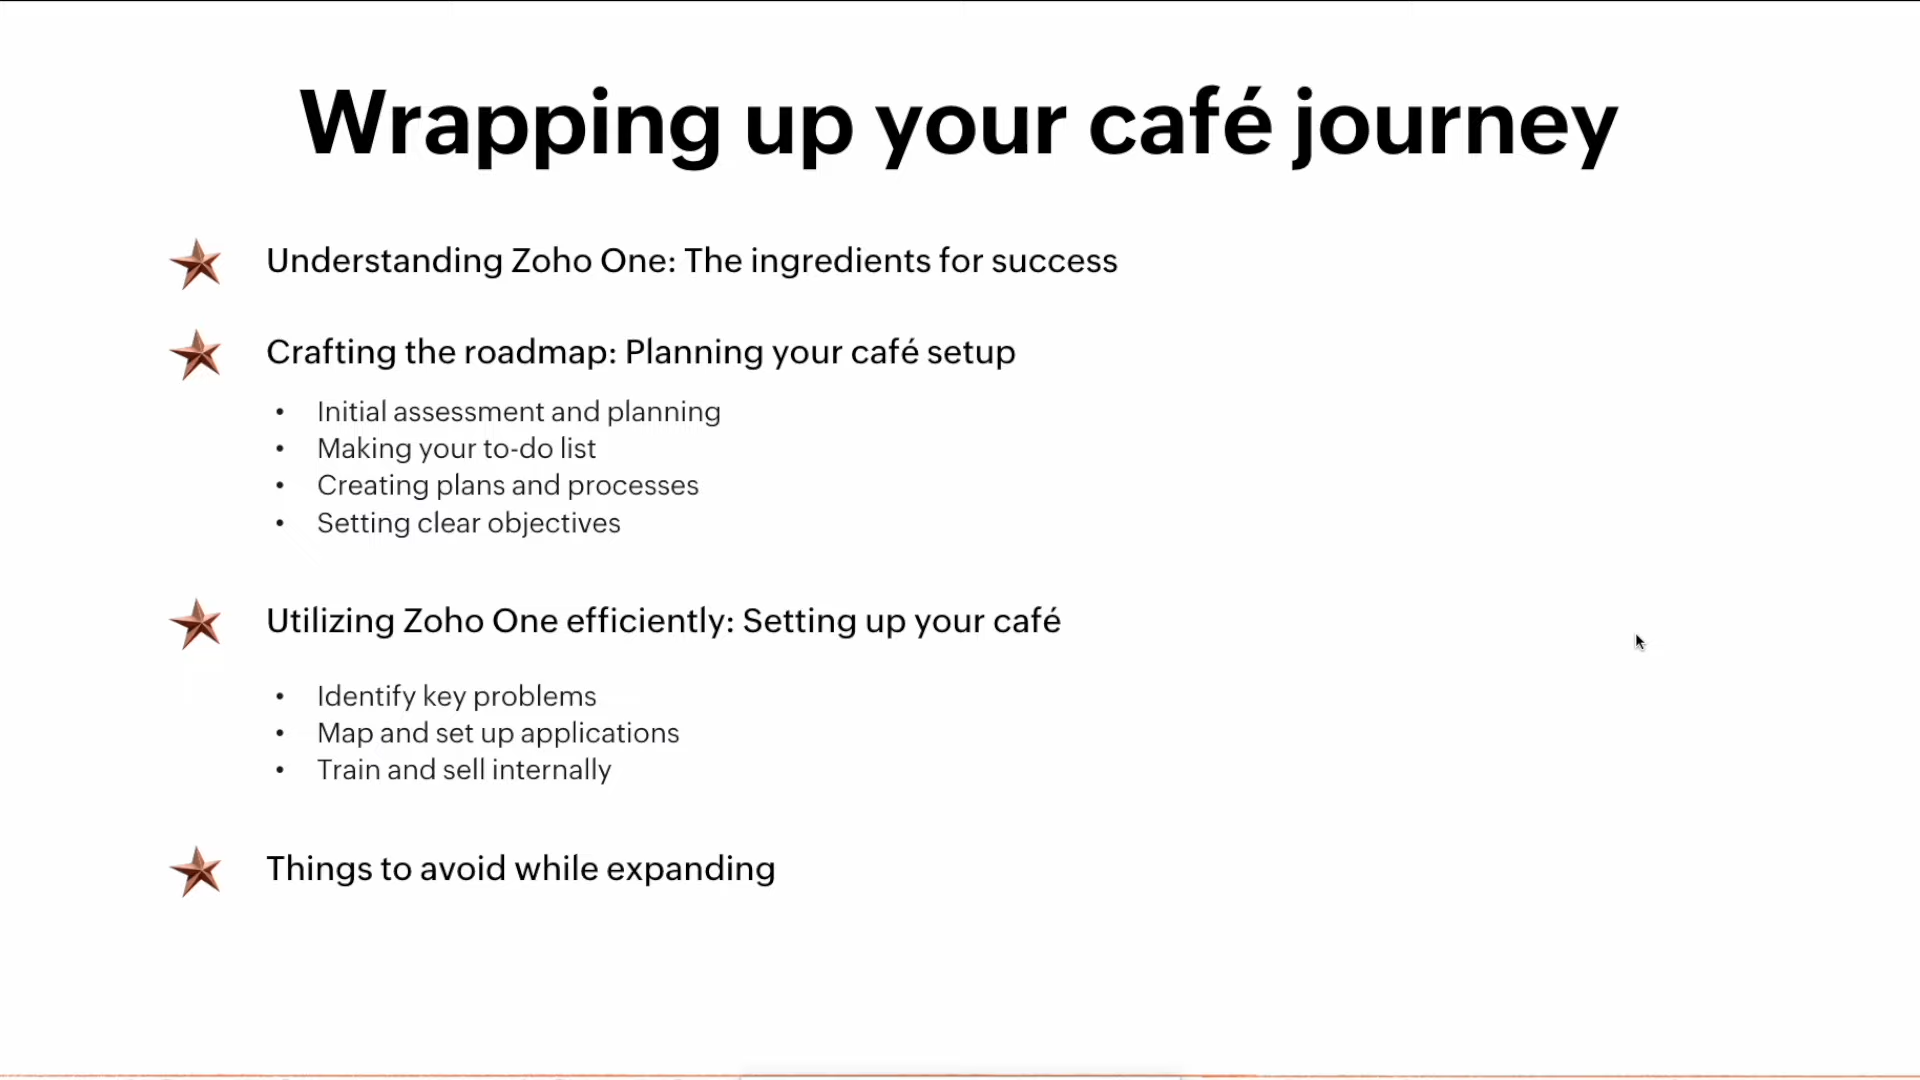 Wrapping up your café journey
Understanding Zoho One: The ingredients for success
Crafting the roadmap: Planning your café setup
• Initial assessment and planning
• Making your to-do list
• Creating plans and processes
• Setting clear objectives
Utilizing Zoho One efficiently: Setting up your café
• Identify key problems
• Map and set up applications
• Train and sell internally
Things to avoid while expanding